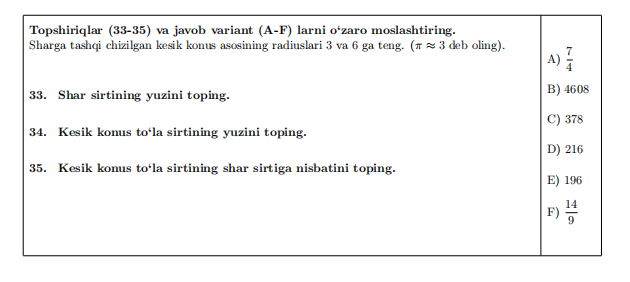 Topshiriqlar (33-35) va javob variant (A-F) larni o‘zaro moslashtiring.
Sharga tashqi chizilgan kesik konus asosining radiuslari 3 va 6 ga teng. (π ≈ 3 deb oling).
33. Shar sirtining yuzini toping.
34. Kesik konus to‘la sirtining yuzini toping.
35. Kesik konus to‘la sirtining shar sirtiga nisbatini toping.
A) 7/4
B) 4608
C) 378
D) 216
E) 196
F) 14/9